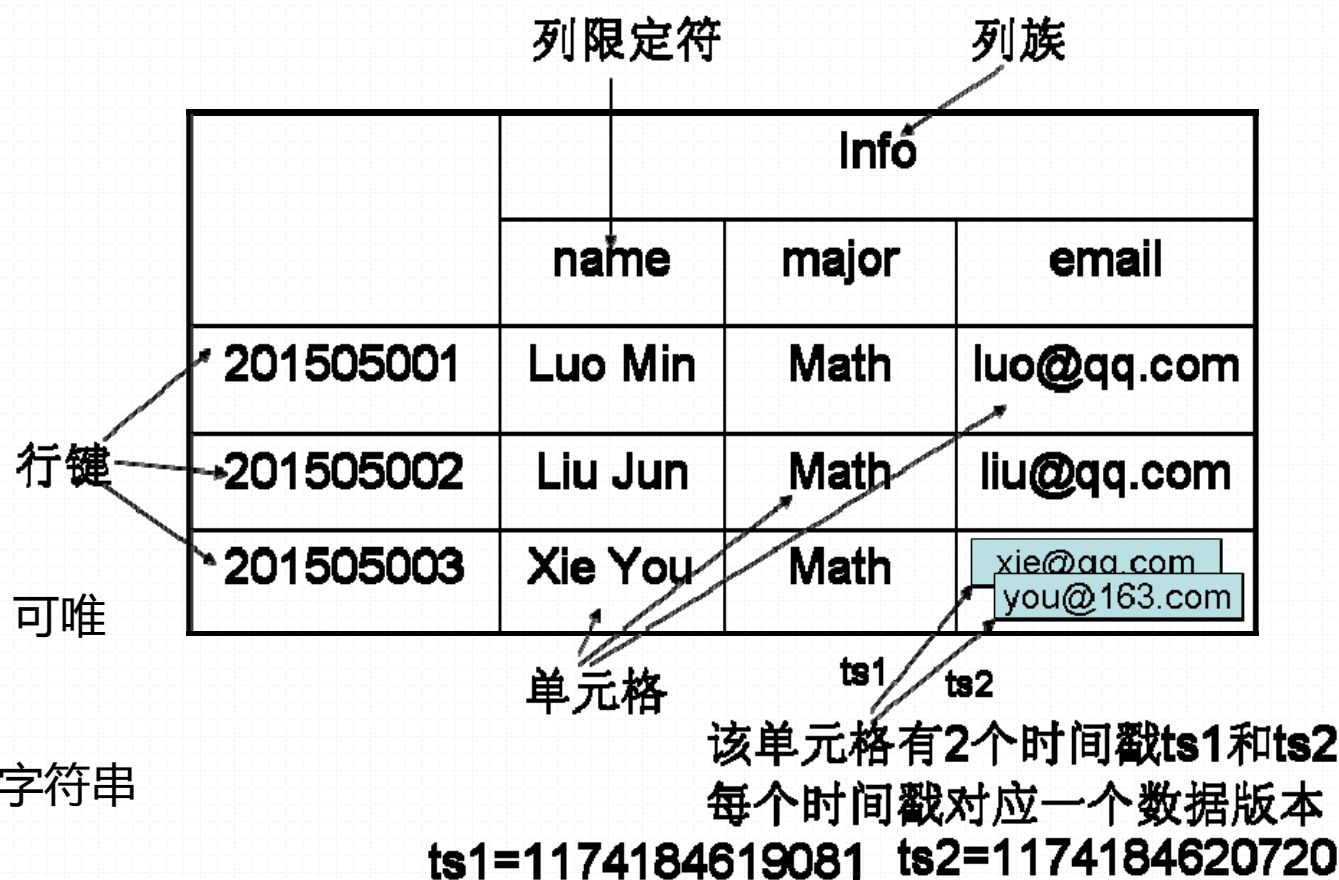 列限定符 列族
Info
name major email
201505001 Luo Min Math luo@qq.com
行键
201505002 Liu Jun Math liu@qq.com
201505003 Xie You Math xie@qq.com
you@163.com
可唯
单元格 ts1 ts2
该单元格有2个时间戳ts1和ts2
每个时间戳对应一个数据版本
字符串
ts1=1174184619081 ts2=1174184620720